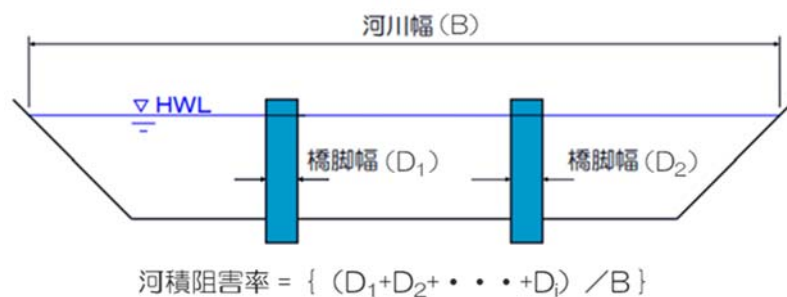 河川幅(B)
▽ HWL
橋脚幅(D₁)
橋脚幅(D₂)
河積阻害率 = { (D₁+D₂+・・・+Dᵢ) /B }